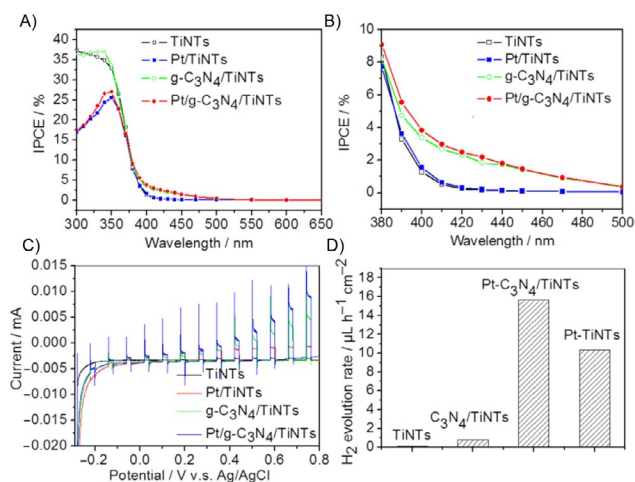 A)
TiNTs
Pt/TiNTs
g-C₃N₄/TiNTs
Pt/g-C₃N₄/TiNTs
40
35
30
25
20
15
10
5
0
IPCE / %
300 350 400 450 500 550 600 650
Wavelength / nm
B)
TiNTs
Pt/TiNTs
g-C₃N₄/TiNTs
Pt/g-C₃N₄/TiNTs
10
8
6
4
2
0
IPCE / %
380 400 420 440 460 480 500
Wavelength / nm
C)
0.015
0.010
0.005
0.000
−0.005
−0.010
−0.015
−0.020
Current / mA
TiNTs
Pt/TiNTs
g-C₃N₄/TiNTs
Pt/g-C₃N₄/TiNTs
−0.2 0.0 0.2 0.4 0.6 0.8
Potential / V v.s. Ag/AgCl
D)
18
16
14
12
10
8
6
4
2
0
H₂ evolution rate / μL h⁻¹ cm−2
Pt-C₃N₄/TiNTs
Pt-TiNTs
C₃N₄/TiNTs
TiNTs